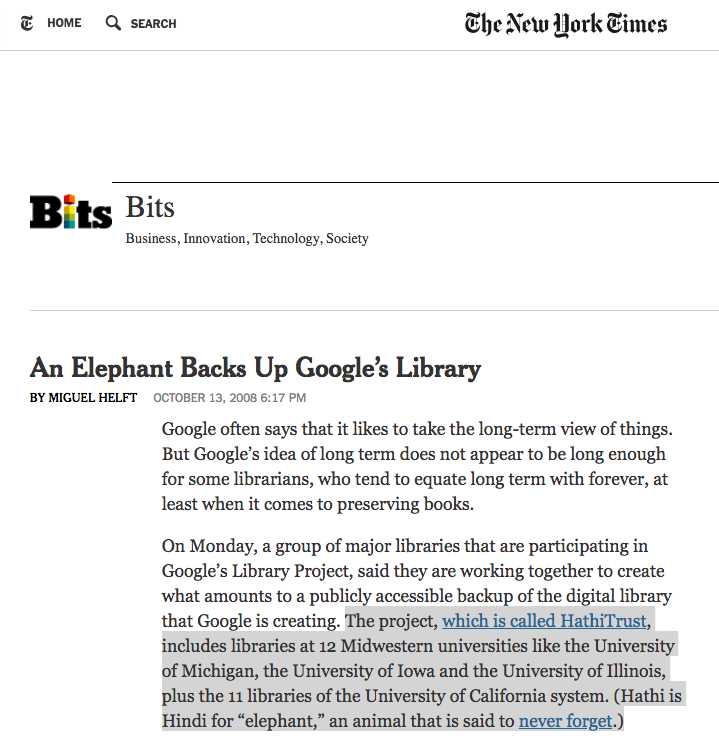 HOME SEARCH The New York Times
Bits Bits
Business, Innovation, Technology, Society
An Elephant Backs Up Google’s Library
BY MIGUEL HELFT OCTOBER 13, 2008 6:17 PM
Google often says that it likes to take the long-term view of things.
But Google’s idea of long term does not appear to be long enough
for some librarians, who tend to equate long term with forever, at
least when it comes to preserving books.
On Monday, a group of major libraries that are participating in
Google’s Library Project, said they are working together to create
what amounts to a publicly accessible backup of the digital library
that Google is creating. The project, which is called HathiTrust,
includes libraries at 12 Midwestern universities like the University
of Michigan, the University of Iowa and the University of Illinois,
plus the 11 libraries of the University of California system. (Hathi is
Hindi for “elephant,” an animal that is said to never forget.)